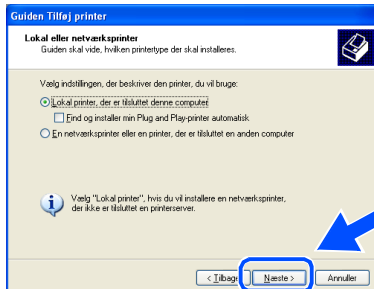 Guiden Tilføj printer
Lokal eller netværksprinter
Guiden skal vide, hvilken printertype der skal installeres.
Vælg indstillingen, der beskriver den printer, du vil bruge:
Lokal printer, der er tilsluttet denne computer
Find og installer min Plug and Play-printer automatisk
En netværksprinter eller en printer, der er tilsluttet en anden computer
Vælg "Lokal printer", hvis du vil installere en netværksprinter,
der ikke er tilsluttet en printerserver.
< Tilbage Næste > Annuller